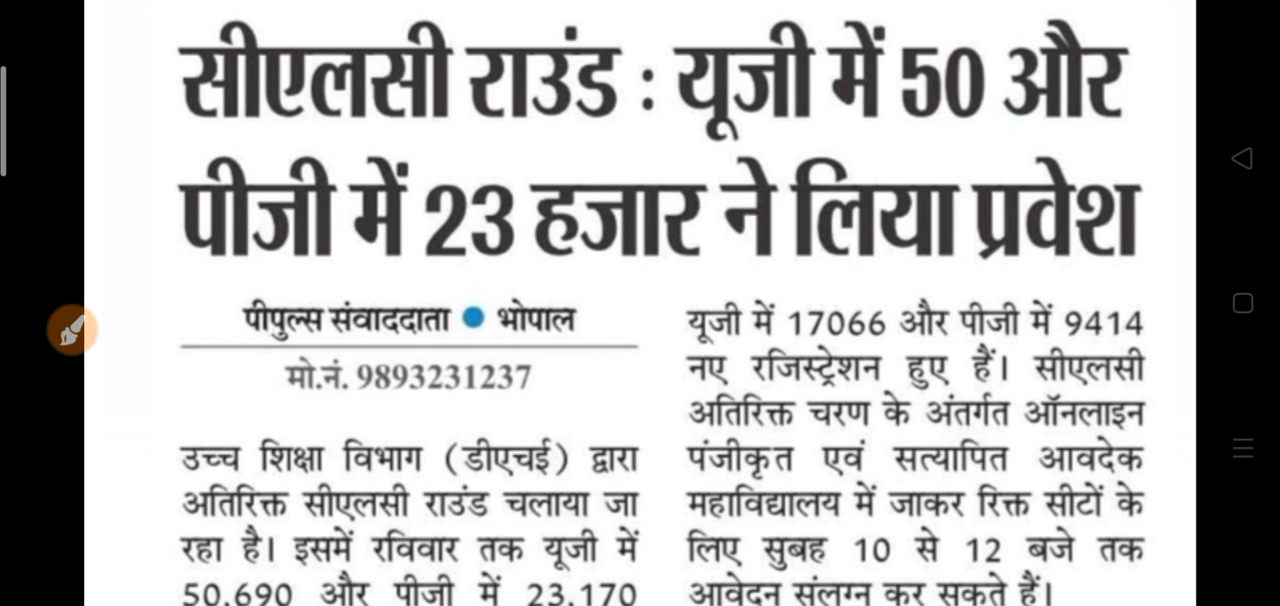 सीएलसी राउंड : यूजी में 50 और
पीजी में 23 हजार ने लिया प्रवेश
पीपुल्स संवाददाता ● भोपाल
मो.नं. 9893231237
उच्च शिक्षा विभाग (डीएचई) द्वारा
अतिरिक्त सीएलसी राउंड चलाया जा
रहा है। इसमें रविवार तक यूजी में
50,690 और पीजी में 23,170
यूजी में 17066 और पीजी में 9414
नए रजिस्ट्रेशन हुए हैं। सीएलसी
अतिरिक्त चरण के अंतर्गत ऑनलाइन
पंजीकृत एवं सत्यापित आवदेक
महाविद्यालय में जाकर रिक्त सीटों के
लिए सुबह 10 से 12 बजे तक
आवेदन संलग्न कर सकते हैं।